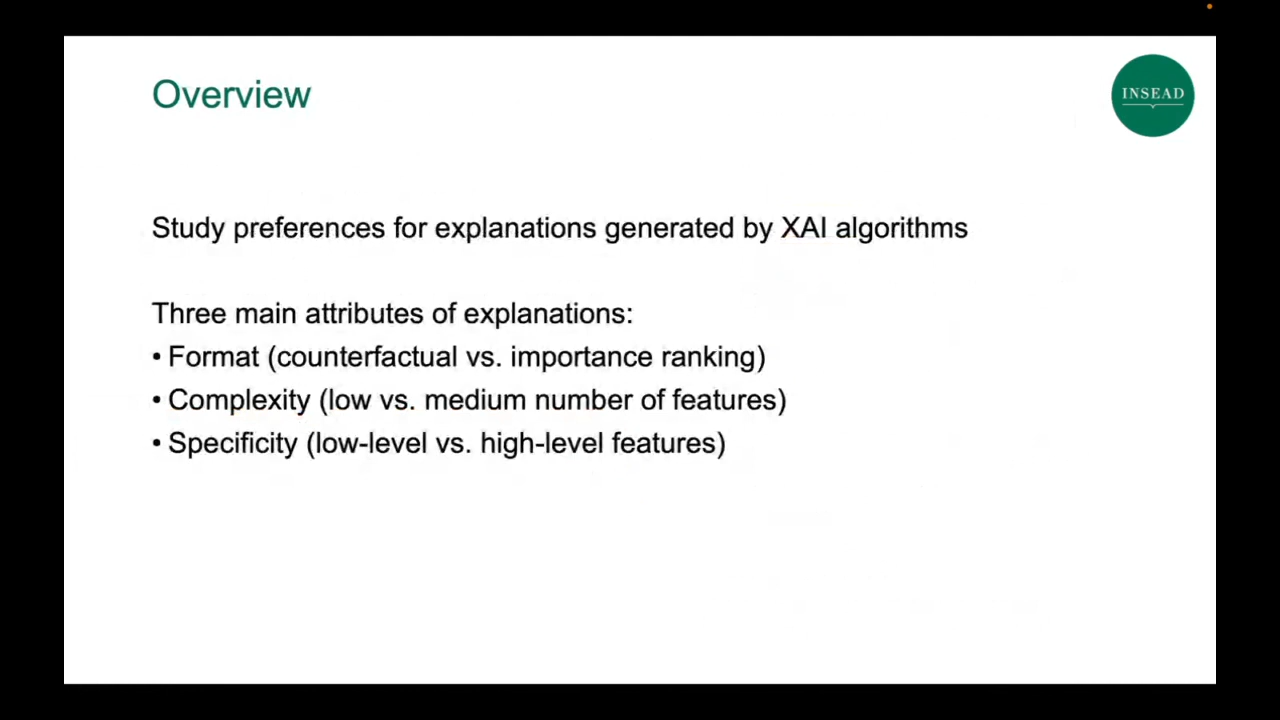 Overview
INSEAD
Study preferences for explanations generated by XAI algorithms
Three main attributes of explanations:
• Format (counterfactual vs. importance ranking)
• Complexity (low vs. medium number of features)
• Specificity (low-level vs. high-level features)